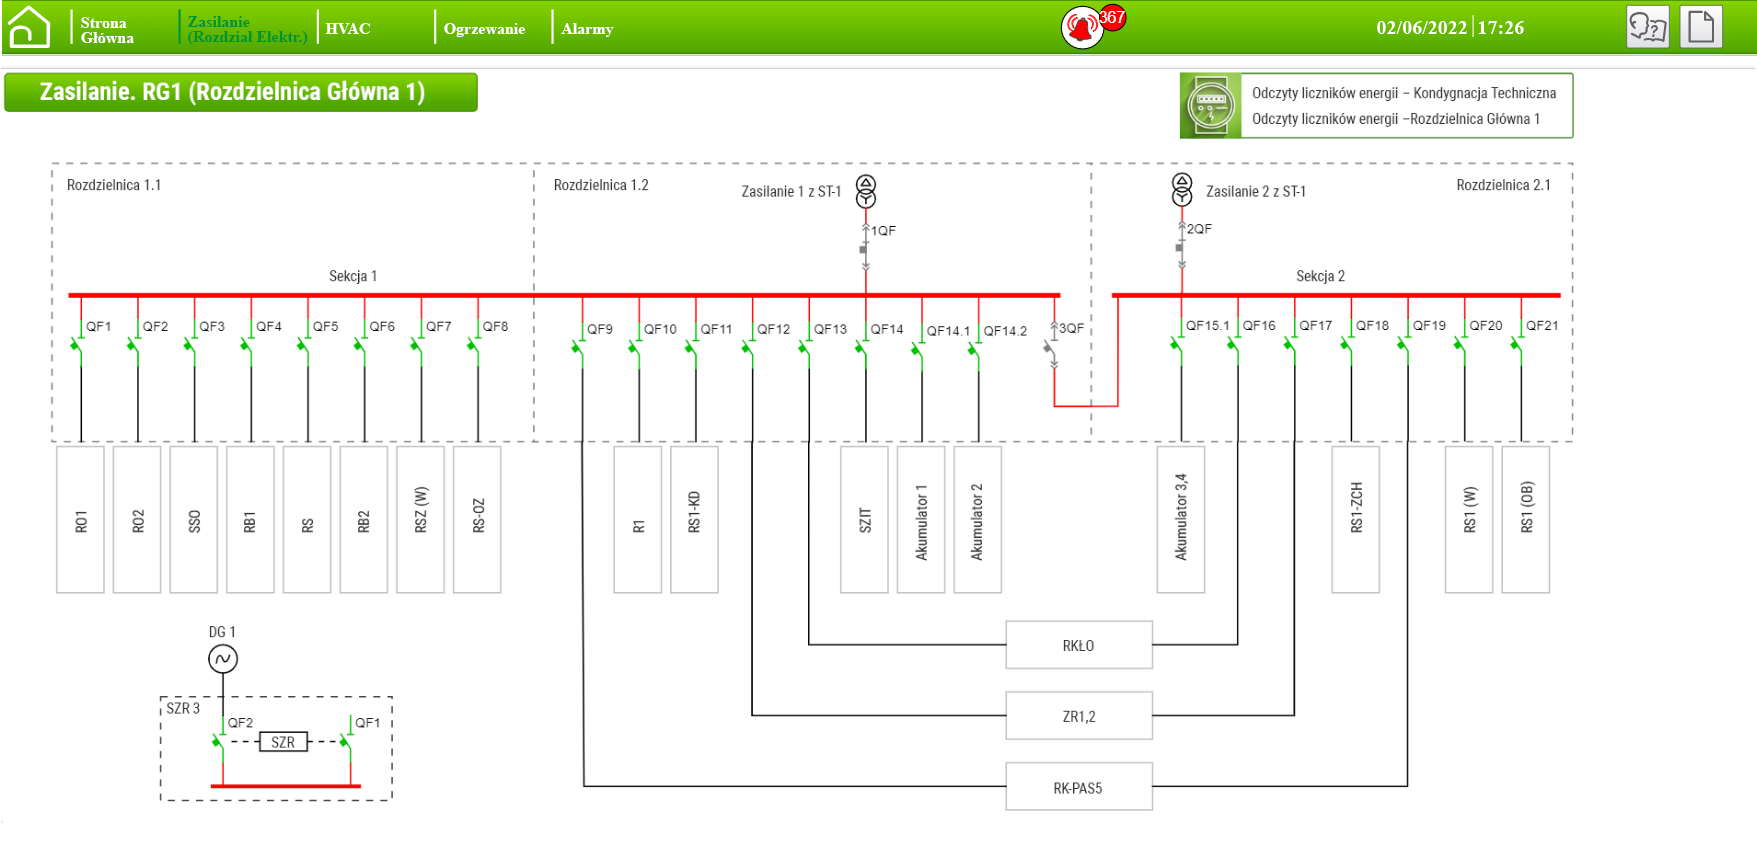 Strona
Główna
Zasilanie
(Rozdział Elektr.)
HVAC
Ogrzewanie
Alarmy
367
02/06/2022
17:26
Zasilanie. RG1 (Rozdzielnica Główna 1)
Odczyty liczników energii – Kondygnacja Techniczna
Odczyty liczników energii –Rozdzielnica Główna 1
Rozdzielnica 1.1
Rozdzielnica 1.2
Zasilanie 1 z ST-1
Zasilanie 2 z ST-1
Rozdzielnica 2.1
1QF
2QF
Sekcja 1
Sekcja 2
QF1
QF2
QF3
QF4
QF5
QF6
QF7
QF8
QF9
QF10
QF11
QF12
QF13
QF14
QF14.1
QF14.2
3QF
QF15.1
QF16
QF17
QF18
QF19
QF20
QF21
RO1
RO2
SSO
RB1
RS
RB2
RSZ (W)
RS-OZ
R1
RS1-KD
SZIT
Akumulator 1
Akumulator 2
Akumulator 3,4
RS1-ZCH
RS1 (W)
RS1 (OB)
DG 1
SZR 3
QF2
QF1
SZR
RKŁO
ZR1,2
RK-PAS5